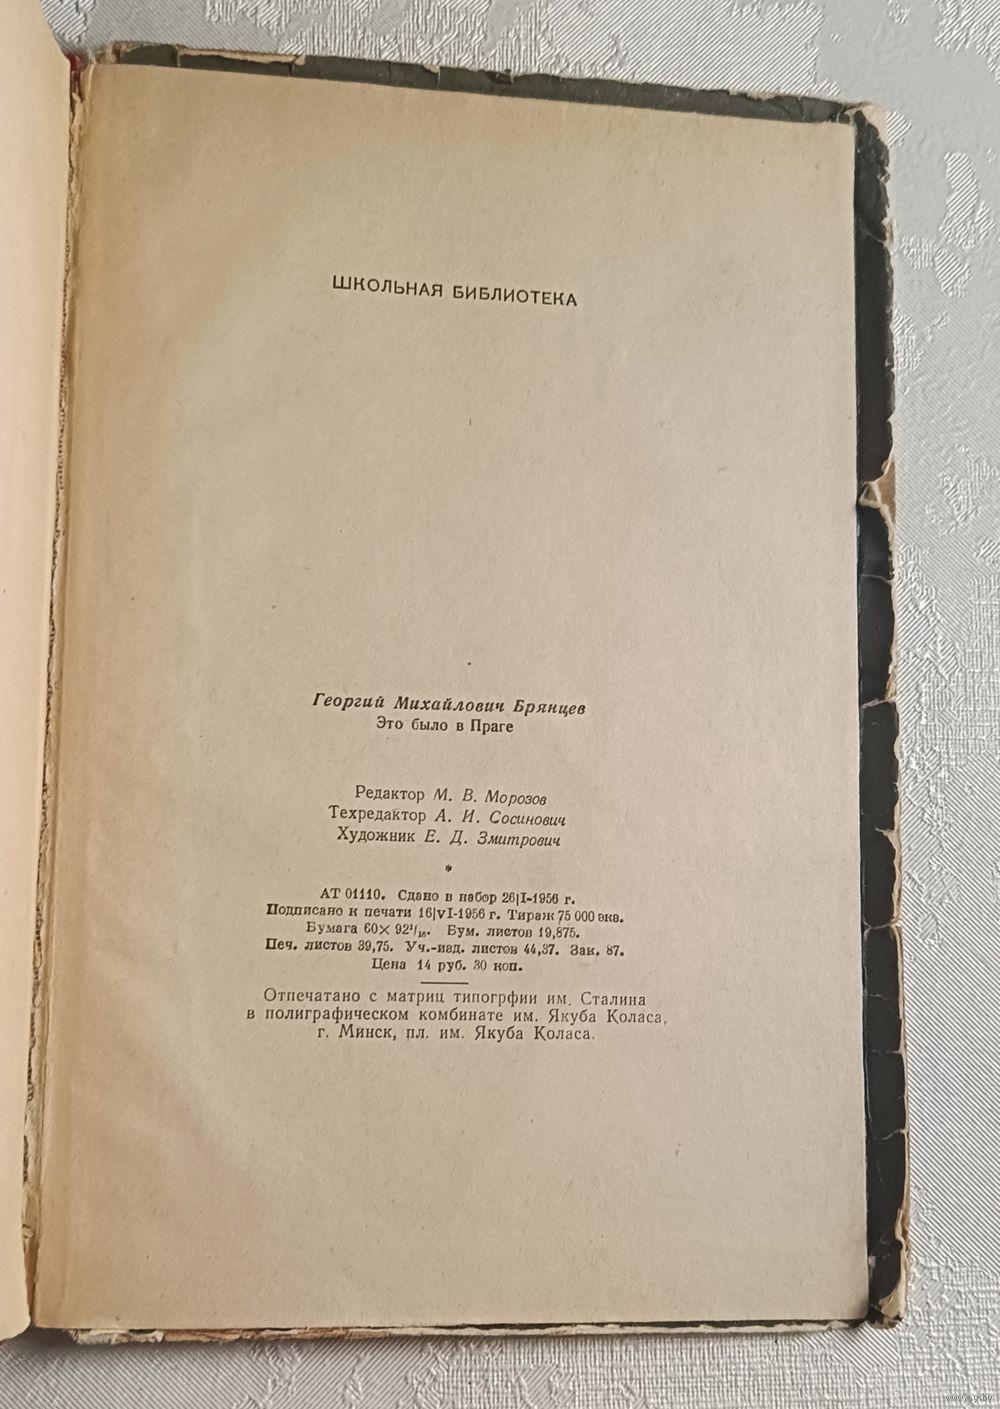 ШКОЛЬНАЯ БИБЛИОТЕКА
Георгий Михайлович Брянцев
Это было в Праге
Редактор М. В. Морозов
Техредактор А. И. Сосинович
Художник Е. Д. Змитрович
*
АТ 01110. Сдано в набор 26|I-1956 г.
Подписано к печати 16|VI-1956 г. Тираж 75 000 экз.
Бумага 60×92¹/₁₆. Бум. листов 19,875.
Печ. листов 39,75. Уч.-изд. листов 44,37. Зак. 87.
Цена 14 руб. 30 коп.
Отпечатано с матриц типогрфии им. Сталина
в полиграфическом комбинате им. Якуба Коласа,
г. Минск, пл. им. Якуба Коласа.
www.ay.by